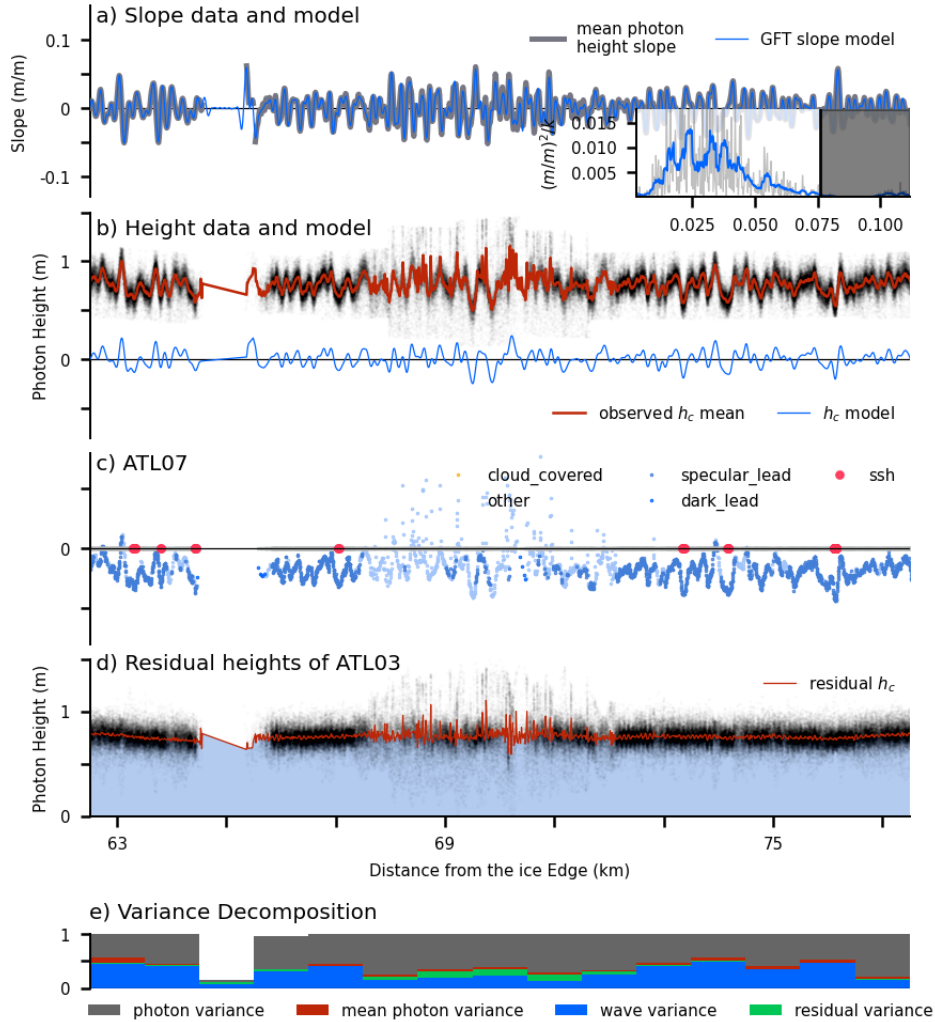 a) Slope data and model
mean photon
height slope
GFT slope model
0.1
0
-0.1
Slope (m/m)
0.015
0.010
0.005
(m/m)²/k
0.025
0.050
0.075
0.100
b) Height data and model
1
0
Photon Height (m)
observed h_c mean
h_c model
c) ATL07
cloud_covered
specular_lead
ssh
other
dark_lead
0
d) Residual heights of ATL03
residual h_c
1
0
Photon Height (m)
63
69
75
Distance from the ice Edge (km)
e) Variance Decomposition
1
0
photon variance
mean photon variance
wave variance
residual variance